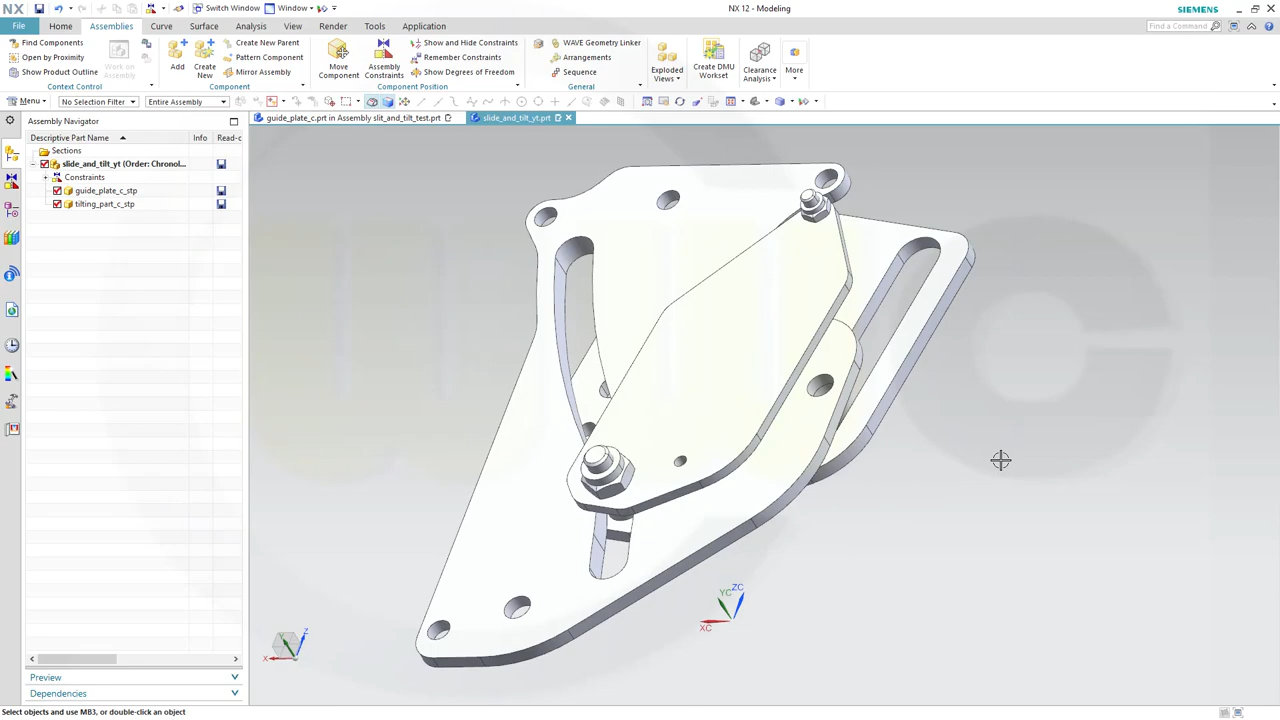 NX
Switch Window
Window
NX 12 - Modeling
SIEMENS
File
Home
Assemblies
Curve
Surface
Analysis
View
Render
Tools
Application
Find a Command
Find Components
Open by Proximity
Show Product Outline
Work on Assembly
Context Control
Add
Create New
Create New Parent
Pattern Component
Mirror Assembly
Component
Move Component
Assembly Constraints
Show and Hide Constraints
Remember Constraints
Show Degrees of Freedom
Component Position
WAVE Geometry Linker
Arrangements
Sequence
General
Exploded Views
Create DMU Workset
Clearance Analysis
More
Menu
No Selection Filter
Entire Assembly
Assembly Navigator
guide_plate_c.prt in Assembly slit_and_tilt_test.prt
slide_and_tilt_yt.prt
Descriptive Part Name
Info
Read-c
Sections
slide_and_tilt_yt (Order: Chronol...
Constraints
guide_plate_c_stp
tilting_part_c_stp
YC
ZC
XC
Z
Y
X
Preview
Dependencies
Select objects and use MB3, or double-click an object